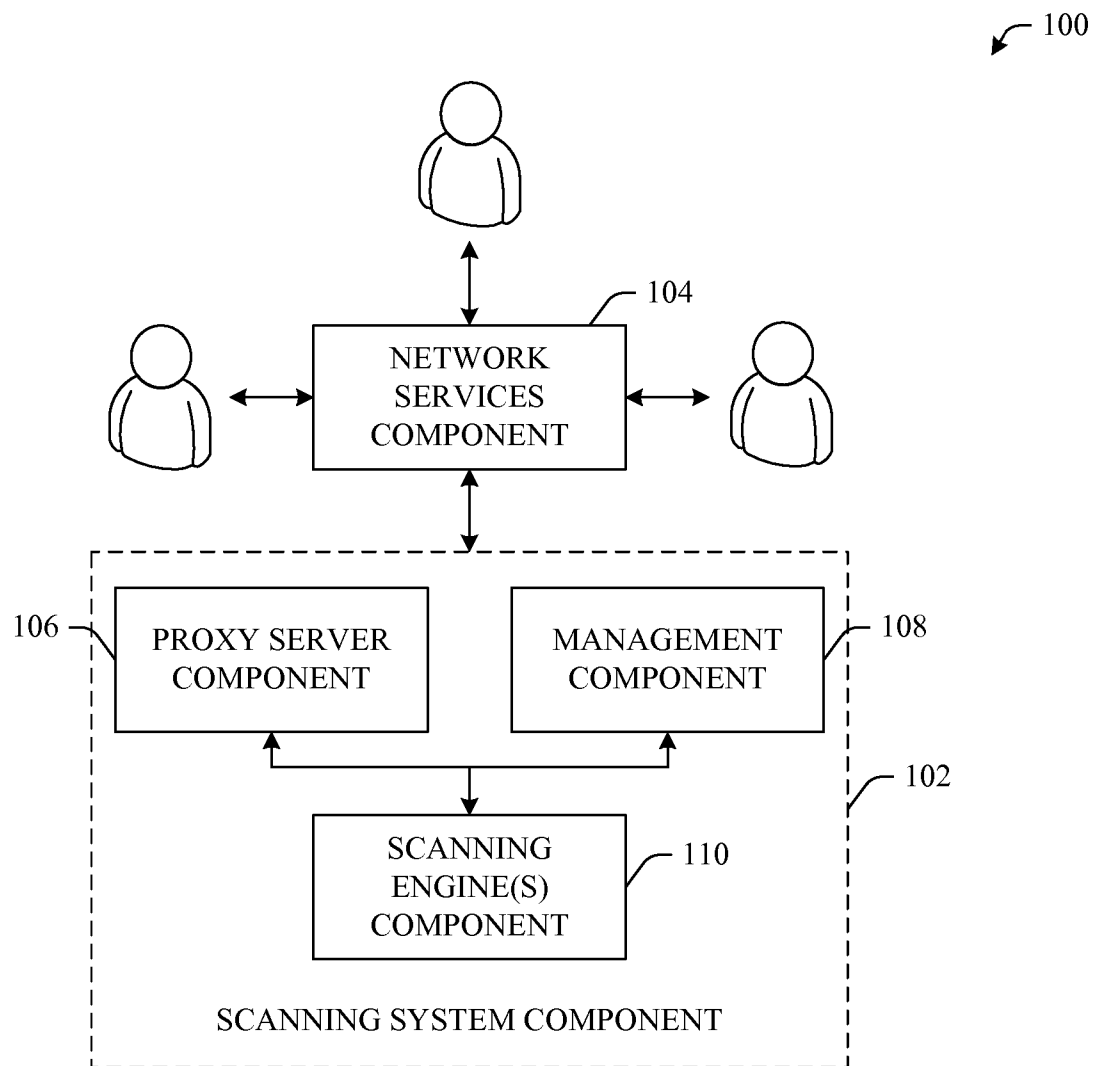 100
104
NETWORK
SERVICES
COMPONENT
106
PROXY SERVER
COMPONENT
MANAGEMENT
COMPONENT
108
102
SCANNING
ENGINE(S)
COMPONENT
110
SCANNING SYSTEM COMPONENT